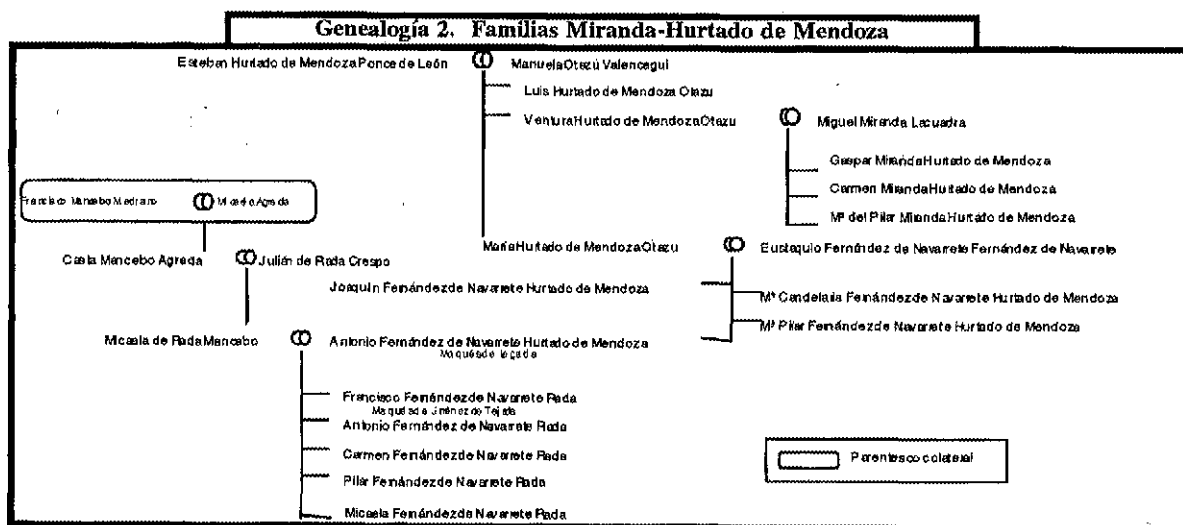 Genealogía 2. Familias Miranda-Hurtado de Mendoza
Esteban Hurtado de Mendoza Ponce de León
Manuela Otazú Valencegui
Luis Hurtado de Mendoza Otazu
Ventura Hurtado de Mendoza Otazu
Miguel Miranda Lacuadra
Gaspar Miranda Hurtado de Mendoza
Carmen Miranda Hurtado de Mendoza
Mª del Pilar Miranda Hurtado de Mendoza
Francisco Mancebo Medrano
Micaela Agreda
María Hurtado de Mendoza Otazu
Eustaquio Fernández de Navarrete Fernández de Navarrete
Casta Mancebo Agreda
Julián de Rada Crespo
Joaquín Fernández de Navarrete Hurtado de Mendoza
Mª Candelaria Fernández de Navarrete Hurtado de Mendoza
Mª Pilar Fernández de Navarrete Hurtado de Mendoza
Micaela de Rada Mancebo
Antonio Fernández de Navarrete Hurtado de Mendoza
Francisco Fernández de Navarrete Rada
Antonio Fernández de Navarrete Rada
Carmen Fernández de Navarrete Rada
Pilar Fernández de Navarrete Rada
Micaela Fernández de Navarrete Rada
Parentesco colateral